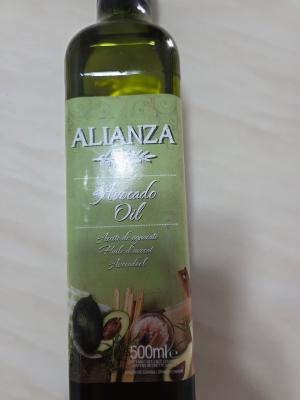 ALIANZA
Avocado
Oil
Aceite de aguacate
Huile d'avocat
Avocadoöl
500ml e